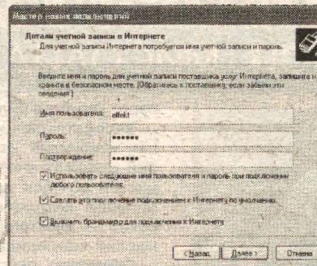 Мастер новых подключений
Детали учетной записи в Интернете
Для учетной записи Интернета потребуется имя учетной записи и пароль.
Введите имя и пароль для учетной записи поставщика услуг Интернета, запишите и
храните в безопасном месте. (Обратитесь к поставщику, если забыли эти
сведения.)
Имя пользователя: effekt
Пароль: ••••••
Подтверждение: ••••••
Использовать следующие имя пользователя и пароль при подключении
любого пользователя
Сделать это подключение подключением к Интернету по умолчанию
Включить брандмауэр для подключения к Интернету
< Назад Далее > Отмена